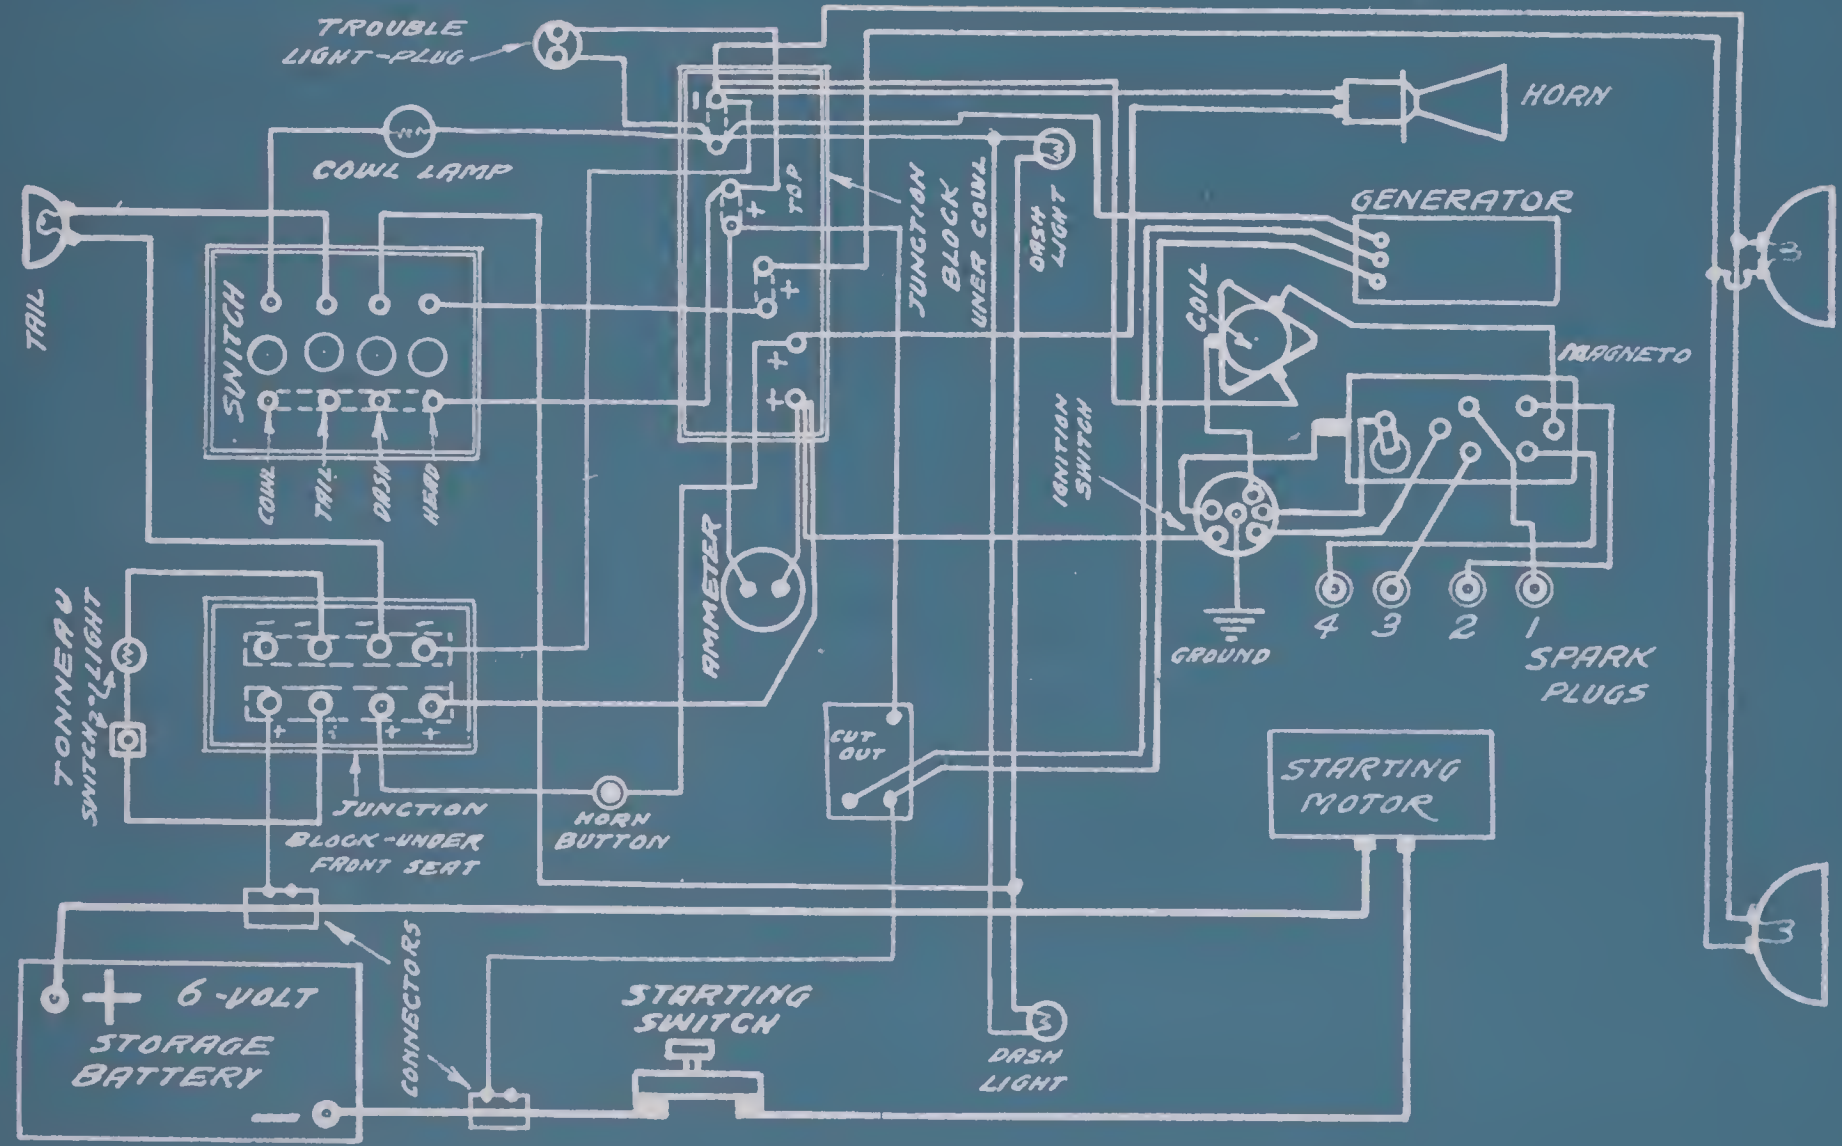 TROUBLE
LIGHT-PLUG
COWL LAMP
TAIL
SWITCH
COWL
TAIL
DASH
HEAD
TOP
JUNCTION
BLOCK
UNER COWL
DASH
LIGHT
HORN
GENERATOR
COIL
MAGNETO
IGNITION
SWITCH
GROUND
4 3 2 1
SPARK
PLUGS
AMMETER
TONNEAU
SWITCH & LIGHT
JUNCTION
BLOCK-UNDER
FRONT SEAT
HORN
BUTTON
CUT
OUT
STARTING
MOTOR
CONNECTORS
+ 6-VOLT
STORAGE
BATTERY
-
STARTING
SWITCH
DASH
LIGHT